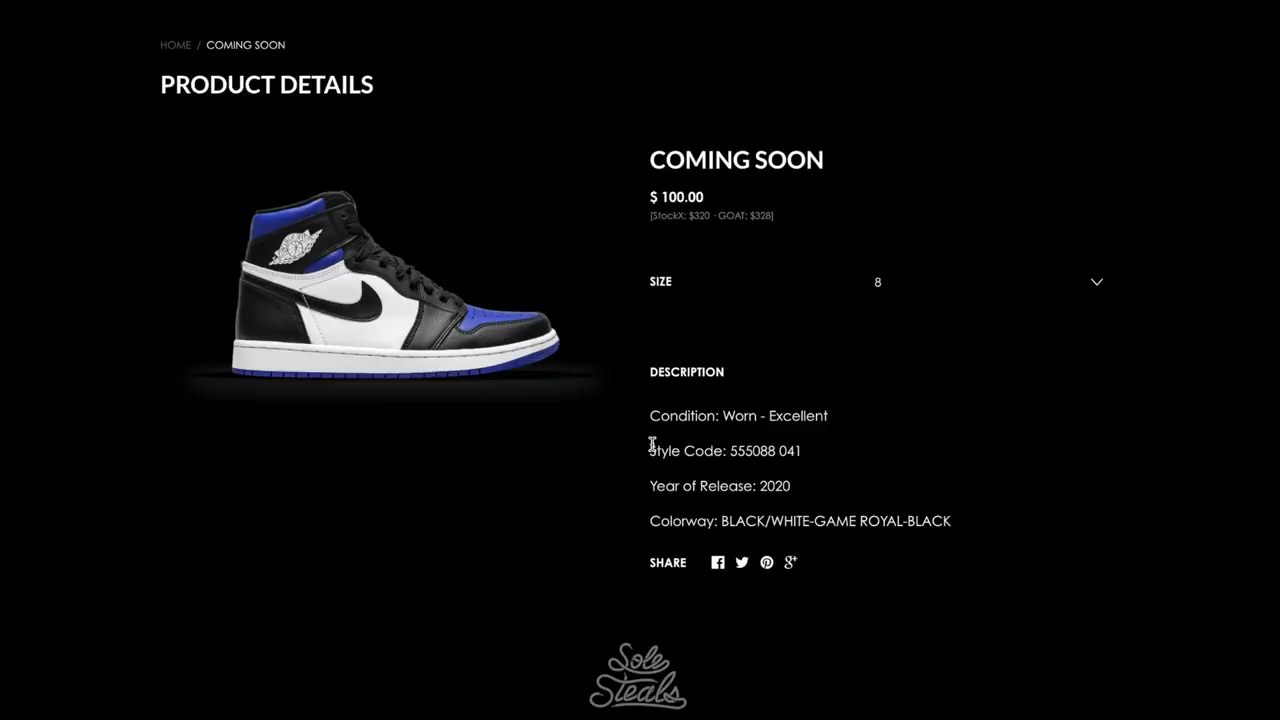 HOME / COMING SOON
PRODUCT DETAILS
COMING SOON
$ 100.00
[StockX: $320 · GOAT: $328]
SIZE
8
DESCRIPTION
Condition: Worn - Excellent
Style Code: 555088 041
Year of Release: 2020
Colorway: BLACK/WHITE-GAME ROYAL-BLACK
SHARE
Sole
Steals